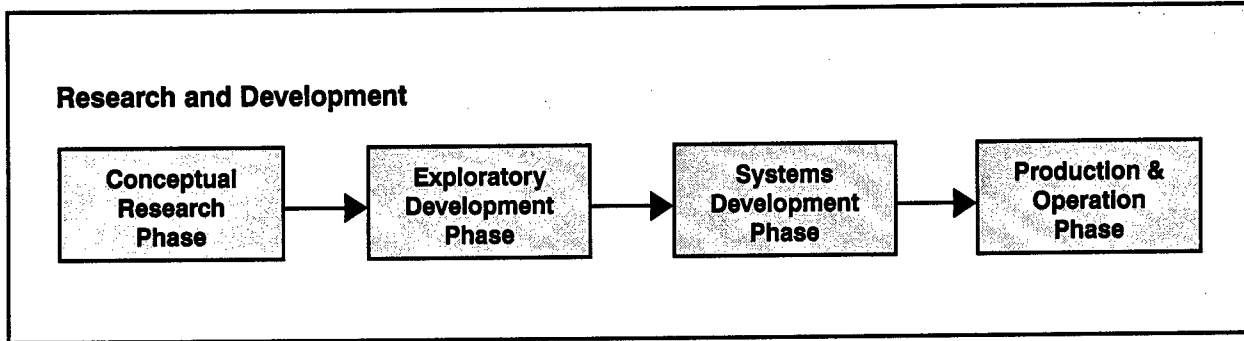 Research and Development
Conceptual
Research
Phase
Exploratory
Development
Phase
Systems
Development
Phase
Production &
Operation
Phase